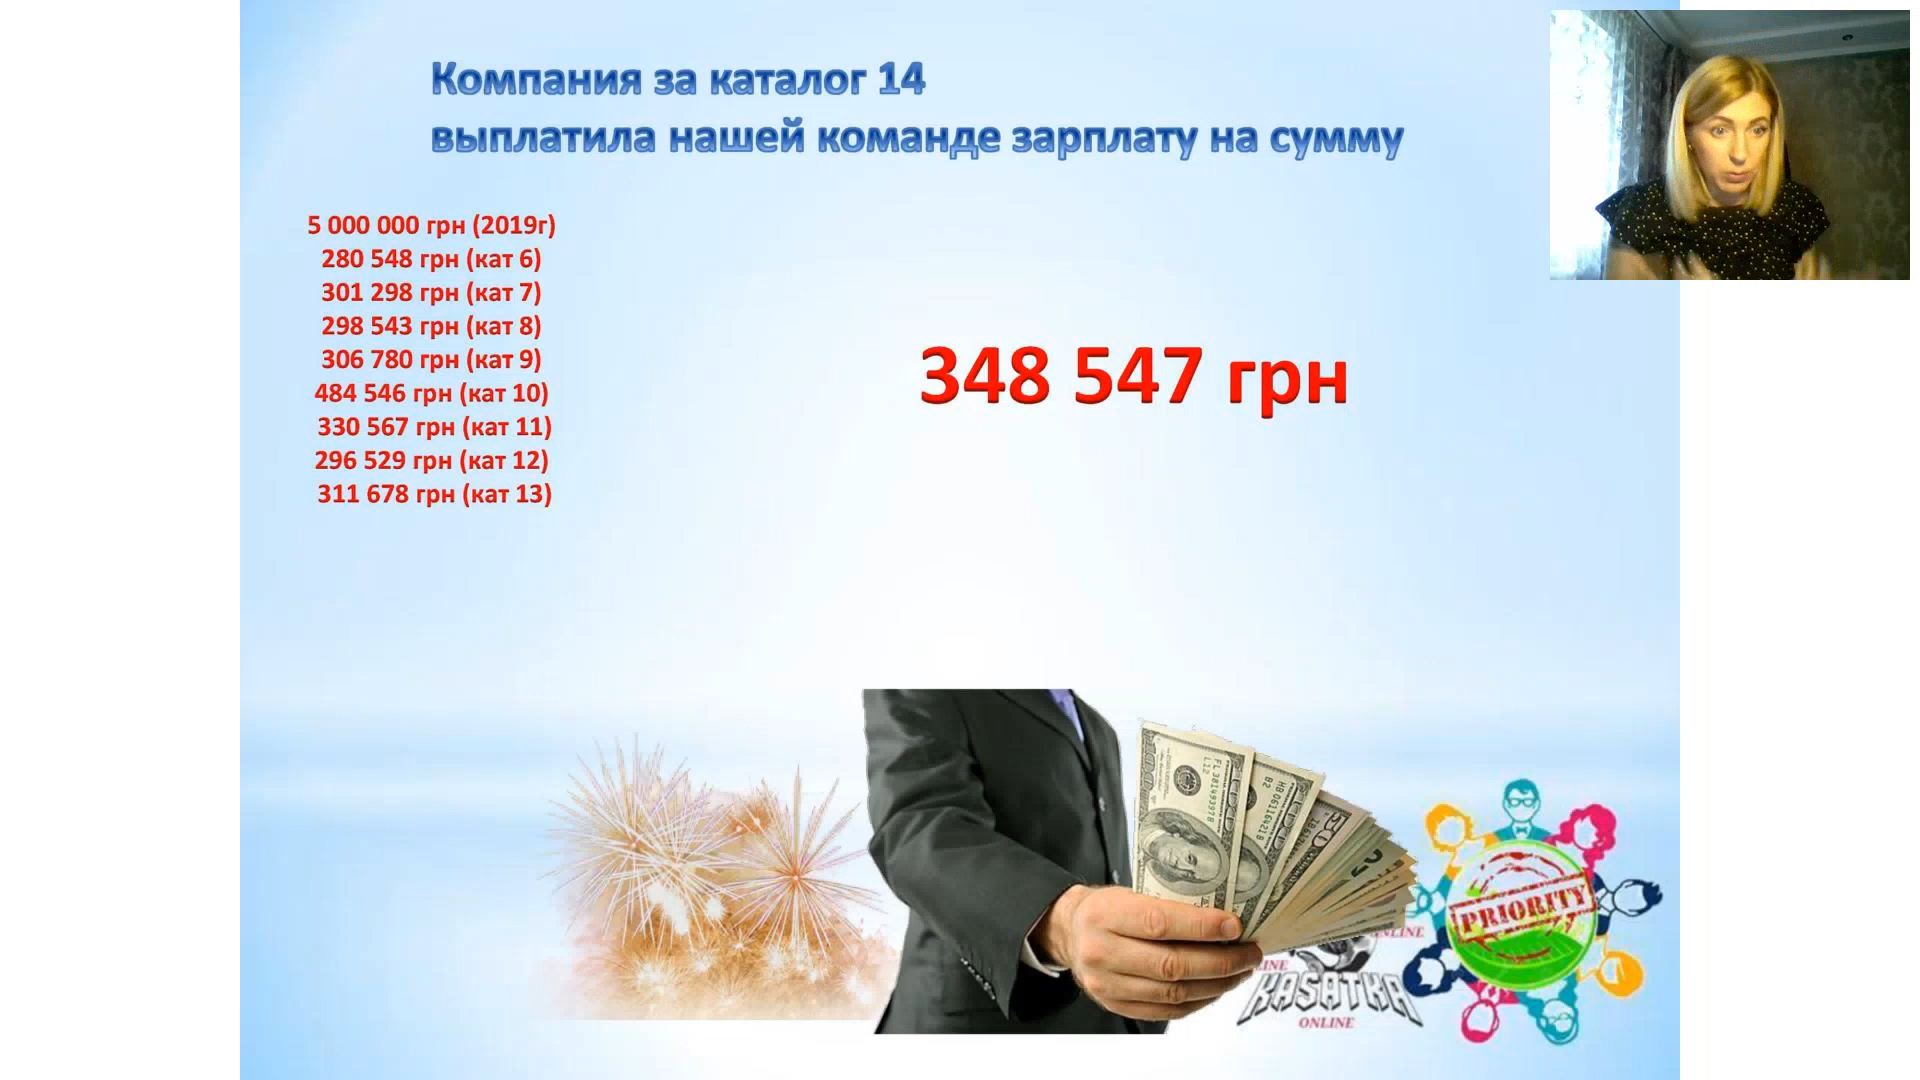 Компания за каталог 14
выплатила нашей команде зарплату на сумму
5 000 000 грн (2019г)
280 548 грн (кат 6)
301 298 грн (кат 7)
298 543 грн (кат 8)
306 780 грн (кат 9)
484 546 грн (кат 10)
330 567 грн (кат 11)
296 529 грн (кат 12)
311 678 грн (кат 13)
348 547 грн
PRIORITY
KASATKA
ONLINE